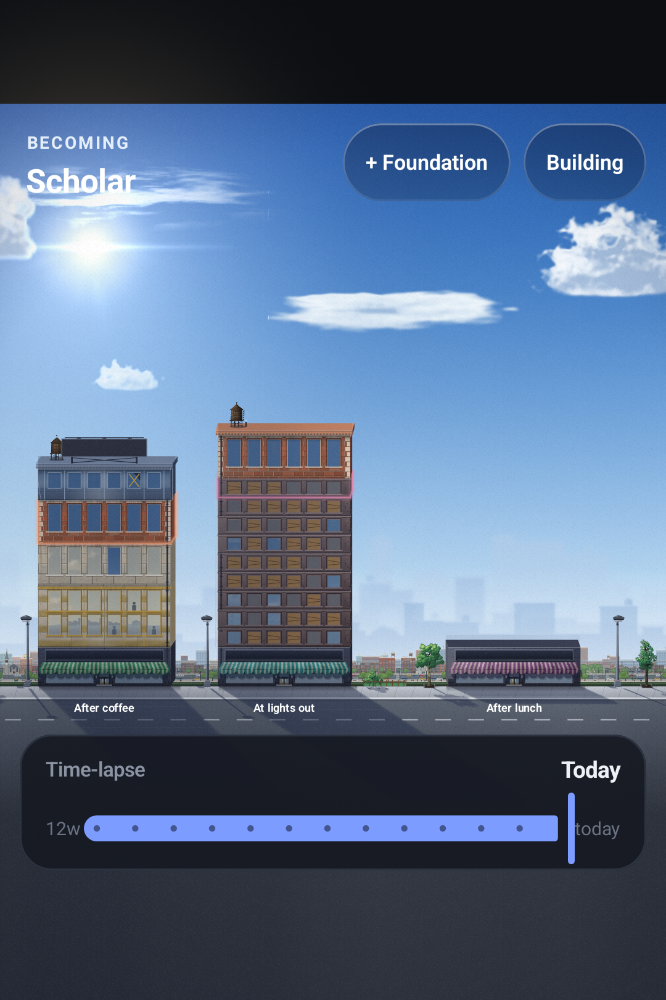 BECOMING
Scholar
+ Foundation
Building
After coffee
At lights out
After lunch
Time-lapse
Today
12w
today